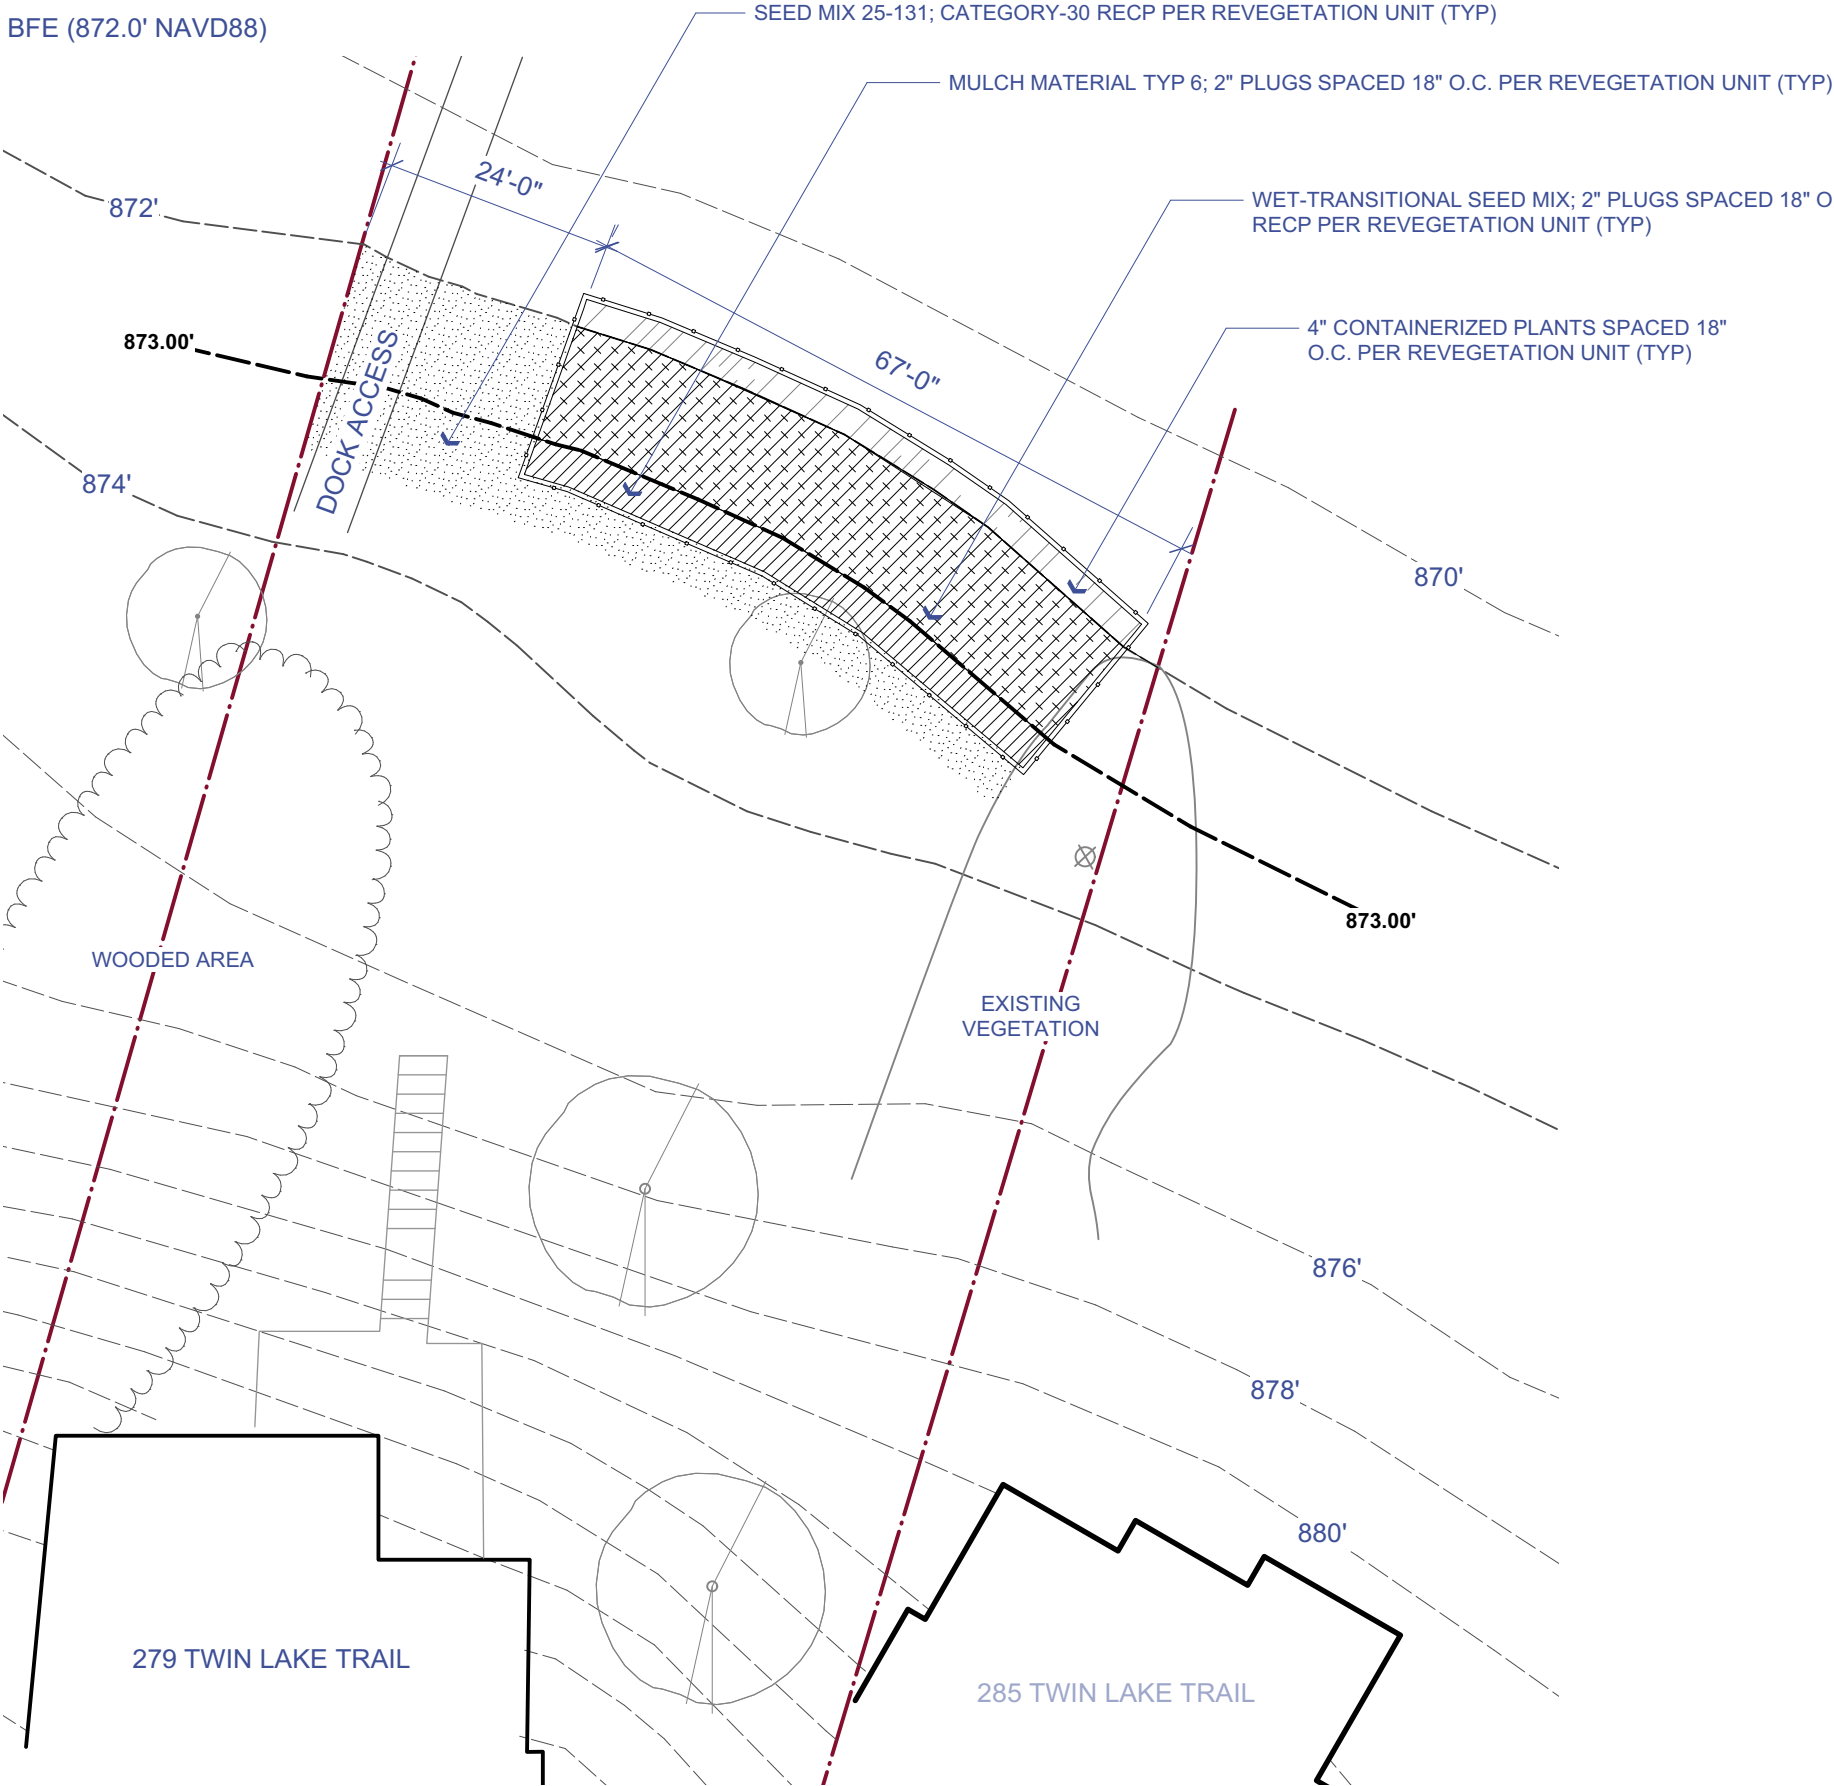 SEED MIX 25-131; CATEGORY-30 RECP PER REVEGETATION UNIT (TYP)
BFE (872.0' NAVD88)
MULCH MATERIAL TYP 6; 2" PLUGS SPACED 18" O.C. PER REVEGETATION UNIT (TYP)
24'-0"
WET-TRANSITIONAL SEED MIX; 2" PLUGS SPACED 18" O
RECP PER REVEGETATION UNIT (TYP)
872'
873.00'
4" CONTAINERIZED PLANTS SPACED 18"
O.C. PER REVEGETATION UNIT (TYP)
67'-0"
DOCK ACCESS
874'
870'
873.00'
WOODED AREA
EXISTING
VEGETATION
876'
878'
880'
279 TWIN LAKE TRAIL
285 TWIN LAKE TRAIL